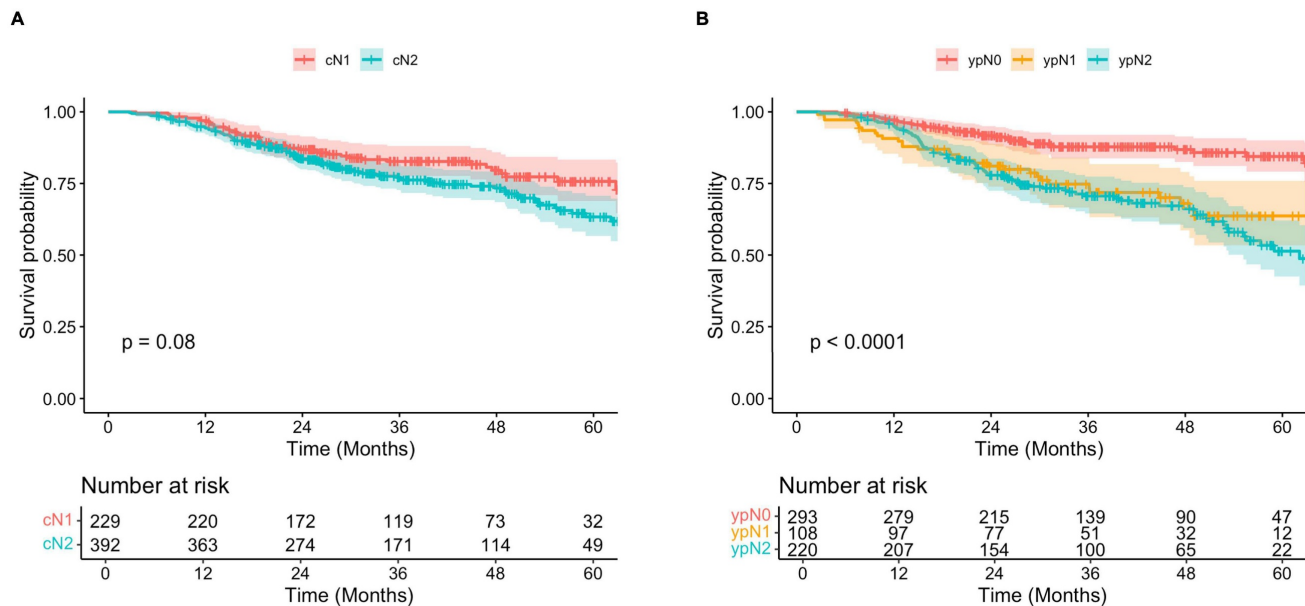 A
cN1 cN2
Survival probability
1.00
0.75
0.50
0.25
0.00
p = 0.08
0 12 24 36 48 60
Time (Months)
Number at risk
cN1 229 220 172 119 73 32
cN2 392 363 274 171 114 49
0 12 24 36 48 60
Time (Months)
B
ypN0 ypN1 ypN2
Survival probability
1.00
0.75
0.50
0.25
0.00
p < 0.0001
0 12 24 36 48 60
Time (Months)
Number at risk
ypN0 293 279 215 139 90 47
ypN1 108 97 77 51 32 12
ypN2 220 207 154 100 65 22
0 12 24 36 48 60
Time (Months)